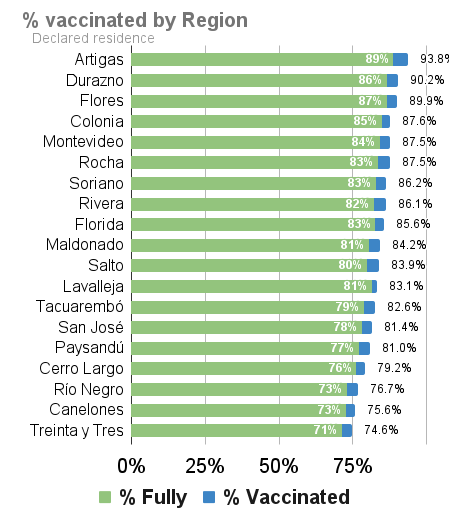 % vaccinated by Region
Declared residence
Artigas 89% 93.8%
Durazno 86% 90.2%
Flores 87% 89.9%
Colonia 85% 87.6%
Montevideo 84% 87.5%
Rocha 83% 87.5%
Soriano 83% 86.2%
Rivera 82% 86.1%
Florida 83% 85.6%
Maldonado 81% 84.2%
Salto 80% 83.9%
Lavalleja 81% 83.1%
Tacuarembó 79% 82.6%
San José 78% 81.4%
Paysandú 77% 81.0%
Cerro Largo 76% 79.2%
Río Negro 73% 76.7%
Canelones 73% 75.6%
Treinta y Tres 71% 74.6%
0% 25% 50% 75%
% Fully % Vaccinated